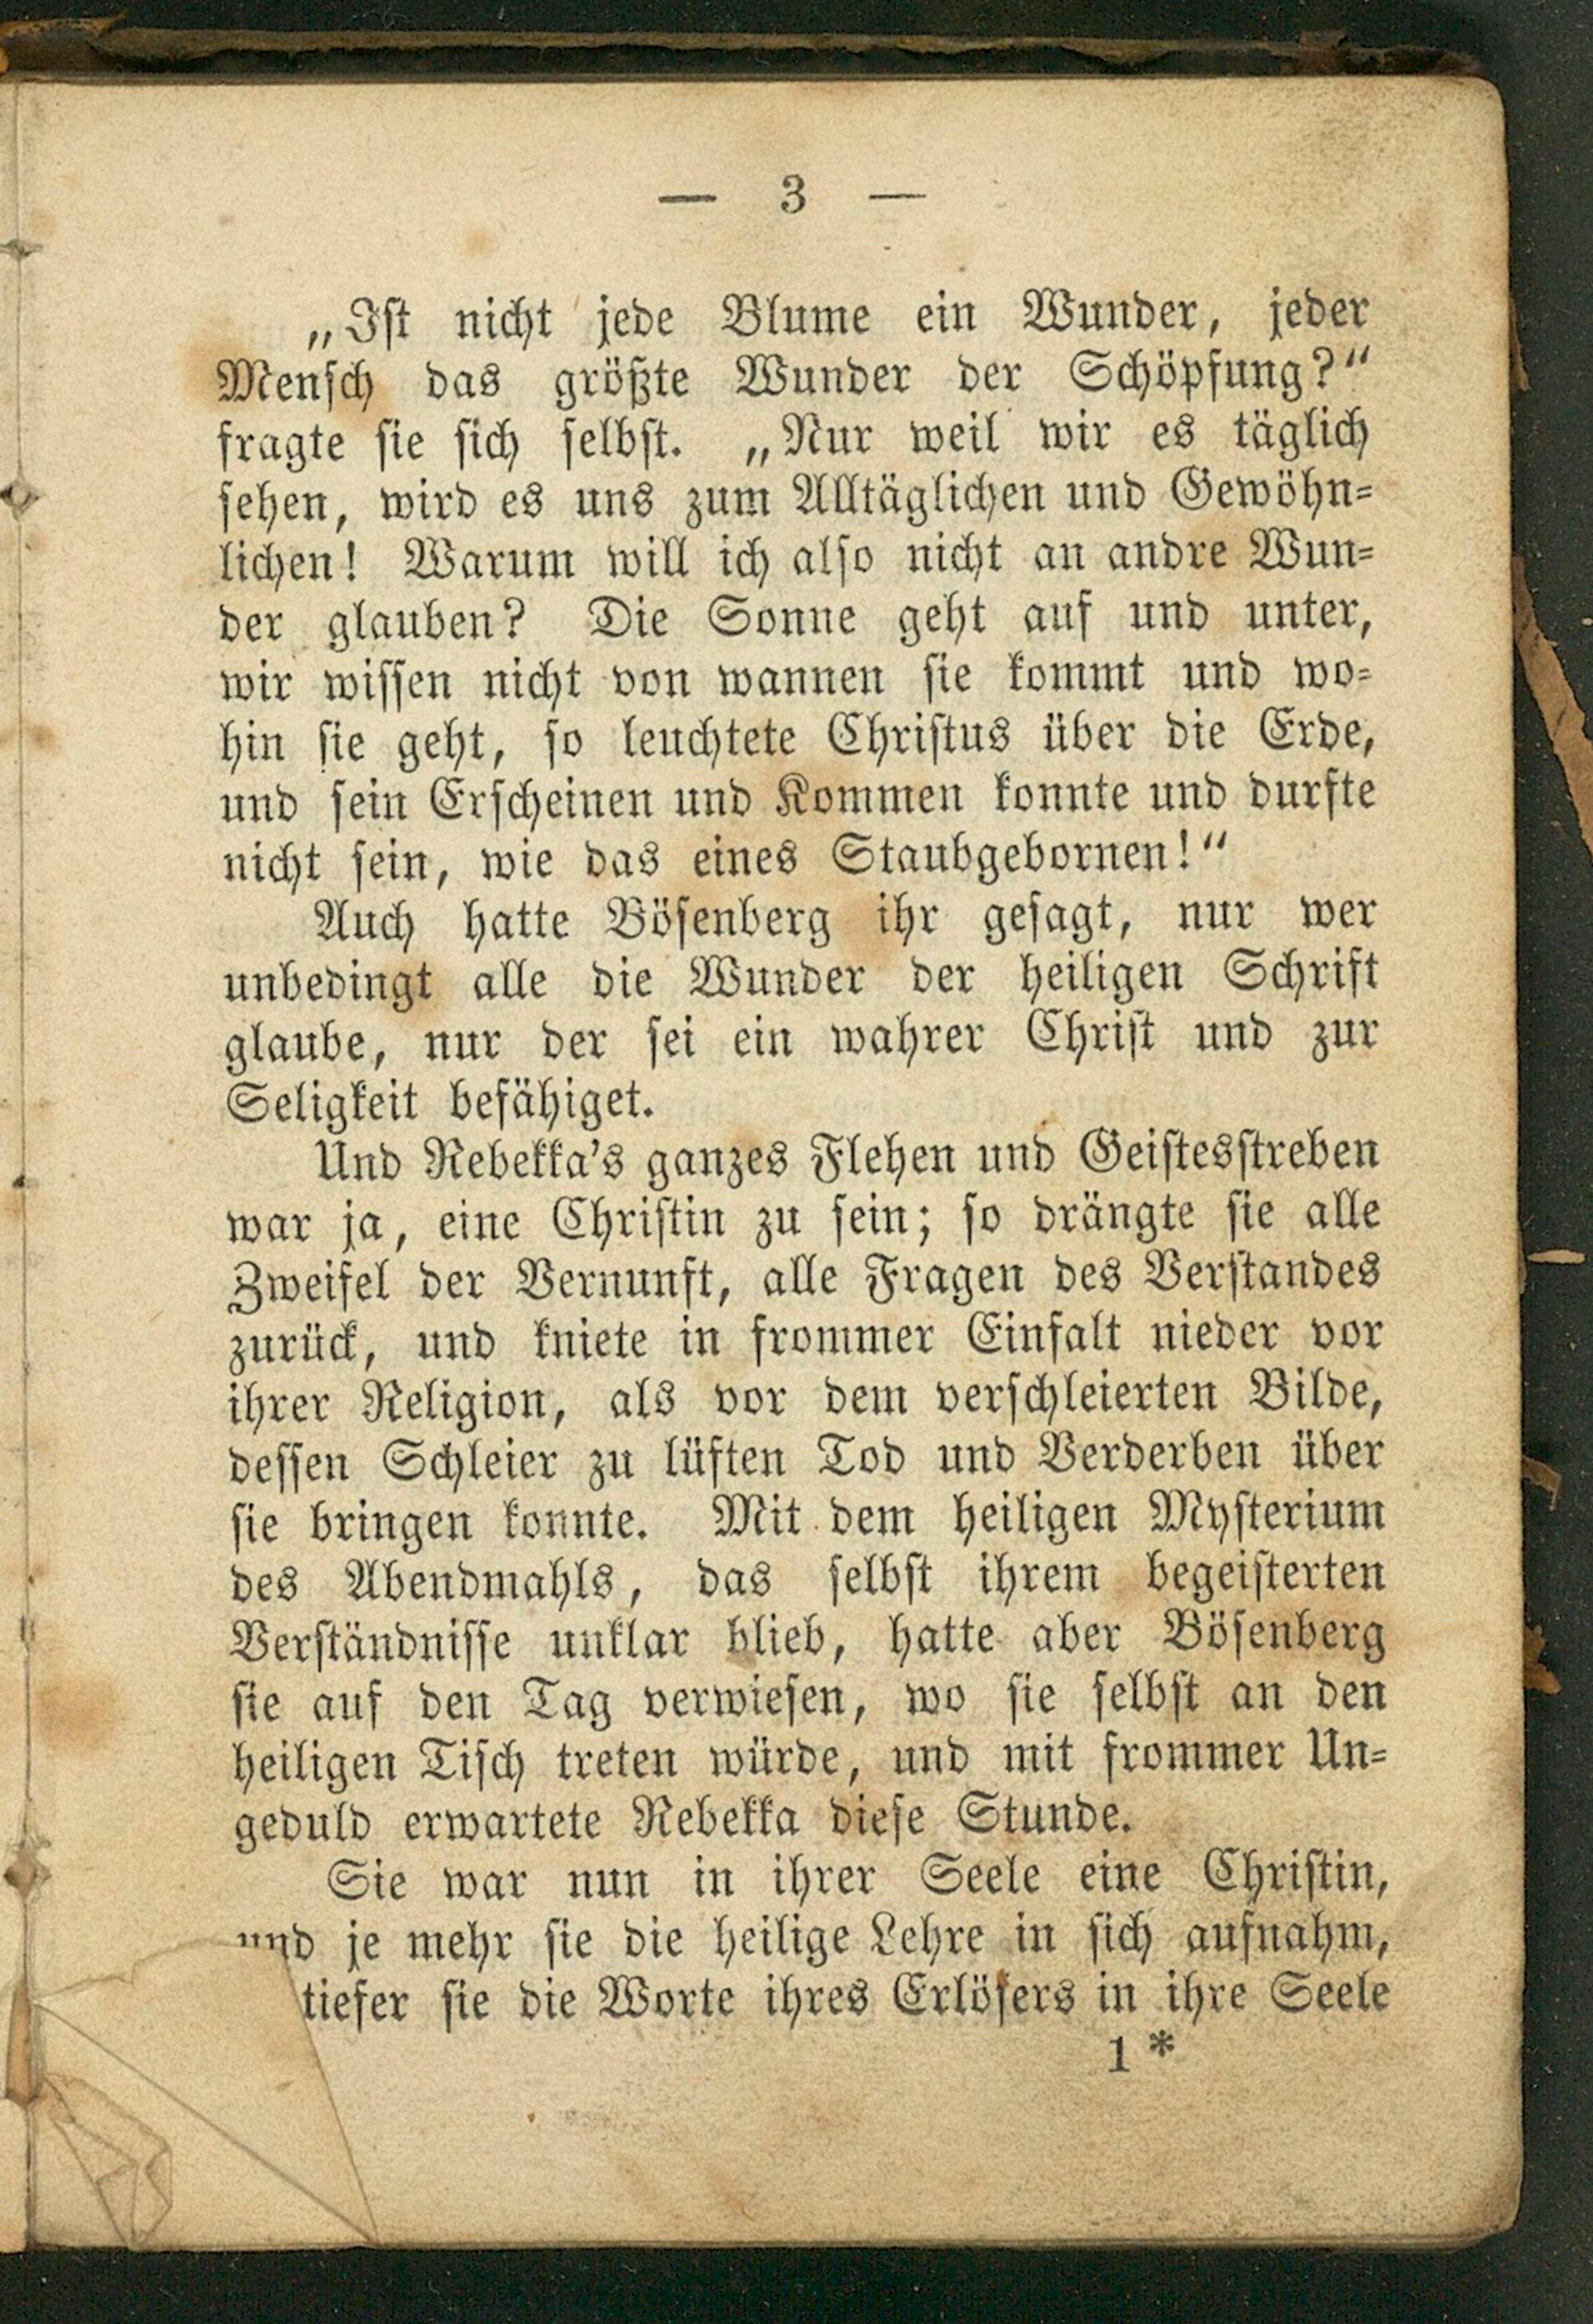 — 3 —
„Ist nicht jede Blume ein Wunder, jeder
Mensch das größte Wunder der Schöpfung?“
fragte sie sich selbst. „Nur weil wir es täglich
sehen, wird es uns zum Alltäglichen und Gewöhn-
lichen! Warum will ich also nicht an andre Wun-
der glauben? Die Sonne geht auf und unter,
wir wissen nicht von wannen sie kommt und wo-
hin sie geht, so leuchtete Christus über die Erde,
und sein Erscheinen und Kommen konnte und durfte
nicht sein, wie das eines Staubgebornen!“
Auch hatte Bösenberg ihr gesagt, nur wer
unbedingt alle die Wunder der heiligen Schrift
glaube, nur der sei ein wahrer Christ und zur
Seligkeit befähiget.
Und Rebekka's ganzes Flehen und Geistesstreben
war ja, eine Christin zu sein; so drängte sie alle
Zweifel der Vernunft, alle Fragen des Verstandes
zurück, und kniete in frommer Einfalt nieder vor
ihrer Religion, als vor dem verschleierten Bilde,
dessen Schleier zu lüften Tod und Verderben über
sie bringen konnte. Mit dem heiligen Mysterium
des Abendmahls, das selbst ihrem begeisterten
Verständnisse unklar blieb, hatte aber Bösenberg
sie auf den Tag verwiesen, wo sie selbst an den
heiligen Tisch treten würde, und mit frommer Un-
geduld erwartete Rebekka diese Stunde.
Sie war nun in ihrer Seele eine Christin,
und je mehr sie die heilige Lehre in sich aufnahm,
tiefer sie die Worte ihres Erlösers in ihre Seele
1*